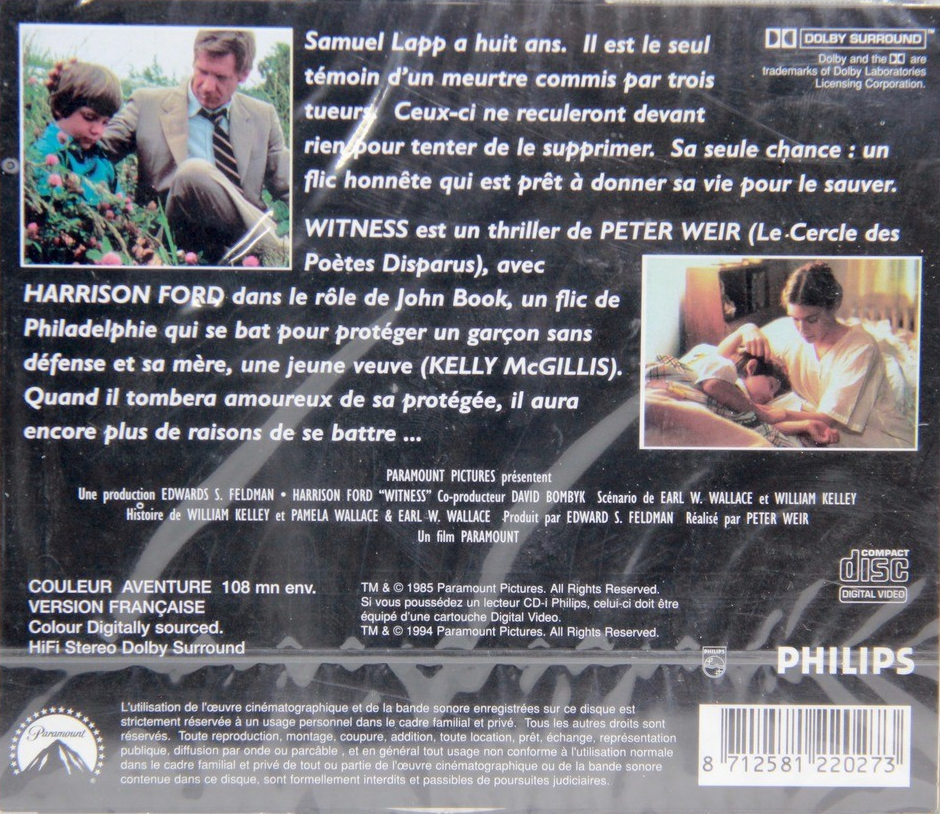 Samuel Lapp a huit ans. Il est le seul
témoin d'un meurtre commis par trois
tueurs. Ceux-ci ne reculeront devant
rien pour tenter de le supprimer. Sa seule chance : un
flic honnête qui est prêt à donner sa vie pour le sauver.
DOLBY SURROUND™
Dolby and the DD are
trademarks of Dolby Laboratories
Licensing Corporation.
WITNESS est un thriller de PETER WEIR (Le Cercle des
Poètes Disparus), avec
HARRISON FORD dans le rôle de John Book, un flic de
Philadelphie qui se bat pour protéger un garçon sans
défense et sa mère, une jeune veuve (KELLY McGILLIS).
Quand il tombera amoureux de sa protégée, il aura
encore plus de raisons de se battre ...
PARAMOUNT PICTURES présentent
Une production EDWARDS S. FELDMAN • HARRISON FORD "WITNESS" Co-producteur DAVID BOMBYK Scénario de EARL W. WALLACE et WILLIAM KELLEY
Histoire de WILLIAM KELLEY et PAMELA WALLACE & EARL W. WALLACE Produit par EDWARD S. FELDMAN Réalisé par PETER WEIR
Un film PARAMOUNT
COULEUR AVENTURE 108 mn env.
VERSION FRANÇAISE
Colour Digitally sourced.
HiFi Stereo Dolby Surround
TM & © 1985 Paramount Pictures. All Rights Reserved.
Si vous possédez un lecteur CD-i Philips, celui-ci doit être
équipé d'une cartouche Digital Video.
TM & © 1994 Paramount Pictures. All Rights Reserved.
COMPACT
disc
DIGITAL VIDEO
PHILIPS
PHILIPS
Paramount
L'utilisation de l'œuvre cinématographique et de la bande sonore enregistrées sur ce disque est
strictement réservée à un usage personnel dans le cadre familial et privé. Tous les autres droits sont
réservés. Toute reproduction, montage, coupure, addition, toute location, prêt, échange, représentation
publique, diffusion par onde ou parcâble , et en général tout usage non conforme à l'utilisation normale
dans le cadre familial et privé de tout ou partie de l'œuvre cinématographique ou de la bande sonore
contenue dans ce disque, sont formellement interdits et passibles de poursuites judiciaires.
8 712581 220273